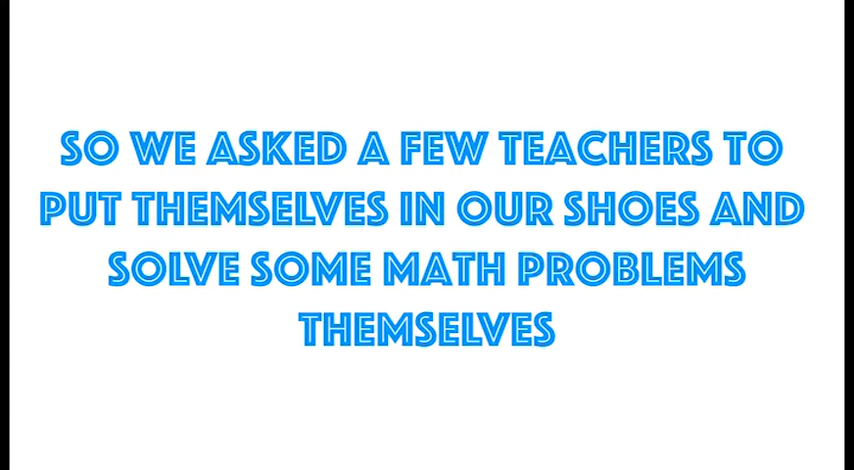 SO WE ASKED A FEW TEACHERS TO
PUT THEMSELVES IN OUR SHOES AND
SOLVE SOME MATH PROBLEMS
THEMSELVES